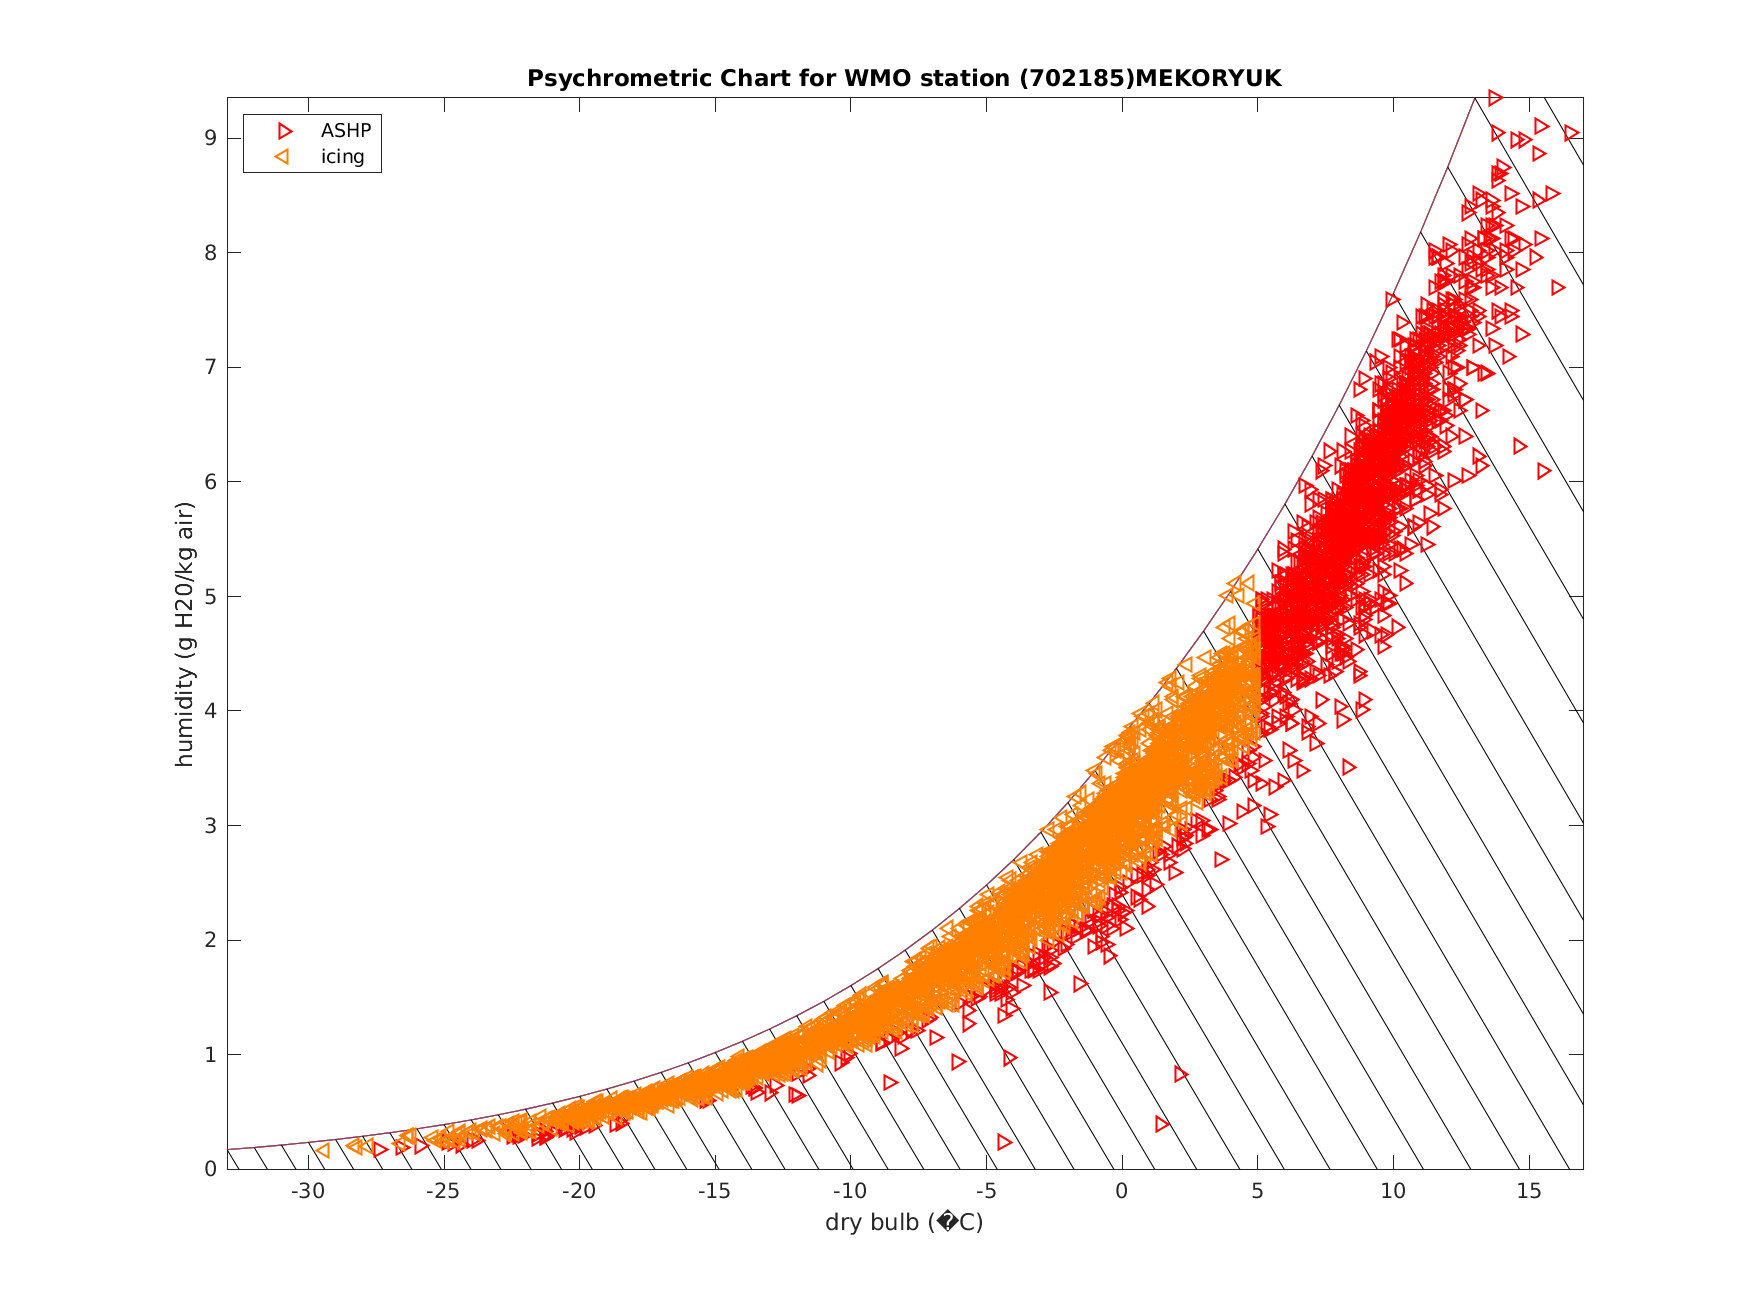 Psychrometric Chart for WMO station (702185)MEKORYUK
ASHP
icing
humidity (g H20/kg air)
9
8
7
6
5
4
3
2
1
0
-30 -25 -20 -15 -10 -5 0 5 10 15
dry bulb (�C)